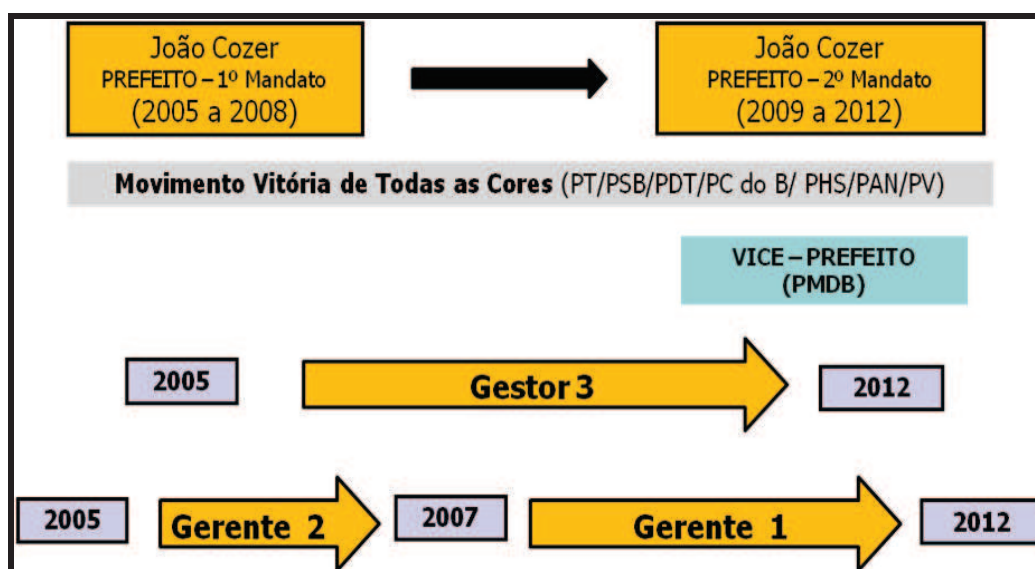 João Cozer
PREFEITO – 1º Mandato
(2005 a 2008)
João Cozer
PREFEITO – 2º Mandato
(2009 a 2012)
Movimento Vitória de Todas as Cores (PT/PSB/PDT/PC do B/ PHS/PAN/PV)
VICE – PREFEITO
(PMDB)
2005
Gestor 3
2012
2005
Gerente 2
2007
Gerente 1
2012